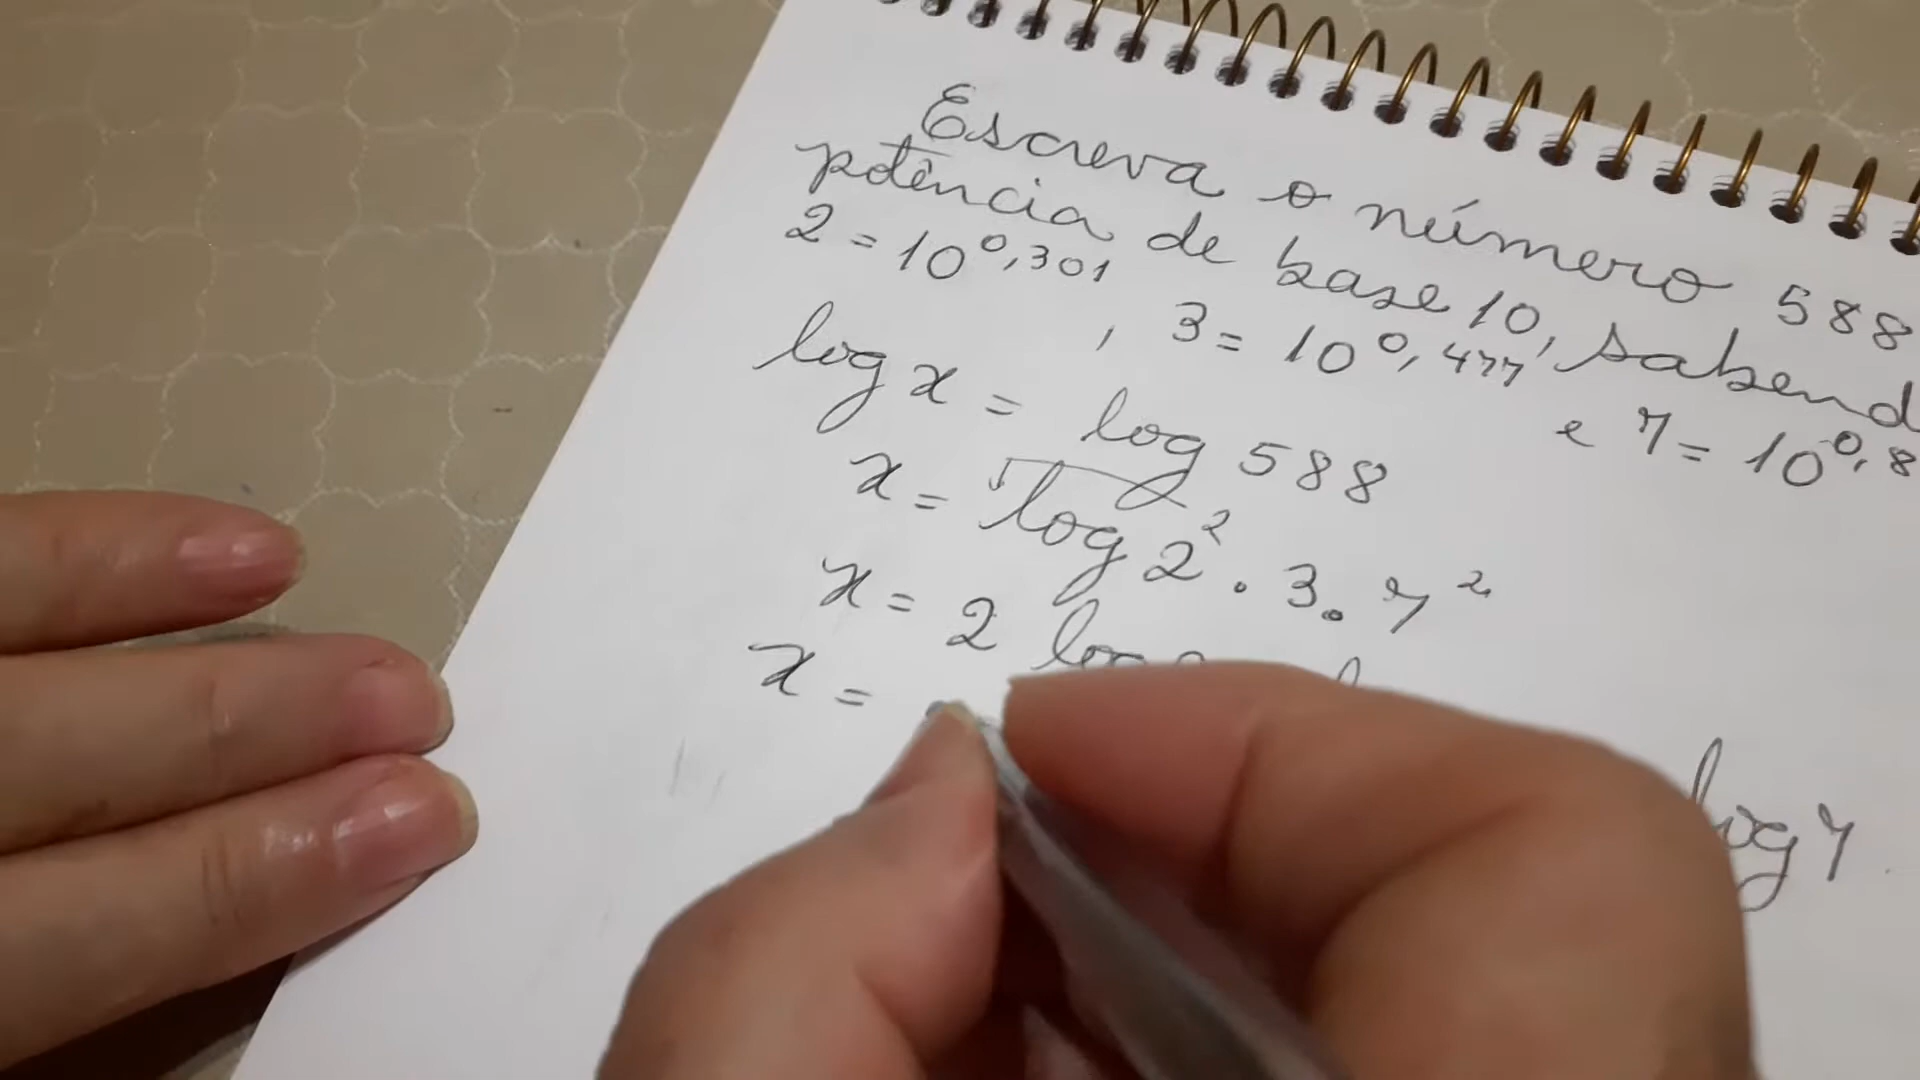 Escreva o número 588
potência de base 10, sabend
2 = 10^0,301 , 3 = 10^0,477 e 7 = 10^0,8
log x = log 588
x = log 2² . 3 . 7²
x = 2 log log 7
x =